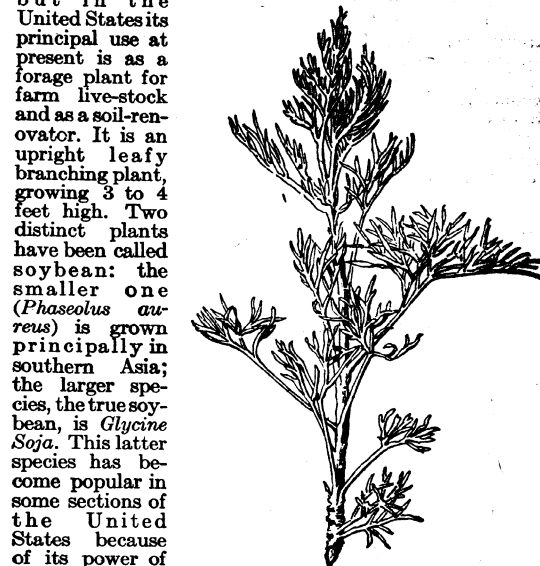 but in the
United States its
principal use at
present is as a
forage plant for
farm live-stock
and as a soil-ren-
ovator. It is an
upright leafy
branching plant,
growing 3 to 4
feet high. Two
distinct plants
have been called
soybean: the
smaller one
(Phaseolus au-
reus) is grown
principally in
southern Asia;
the larger spe-
cies, the true soy-
bean, is Glycine
Soja. This latter
species has be-
come popular in
some sections of
the United
States because
of its power of